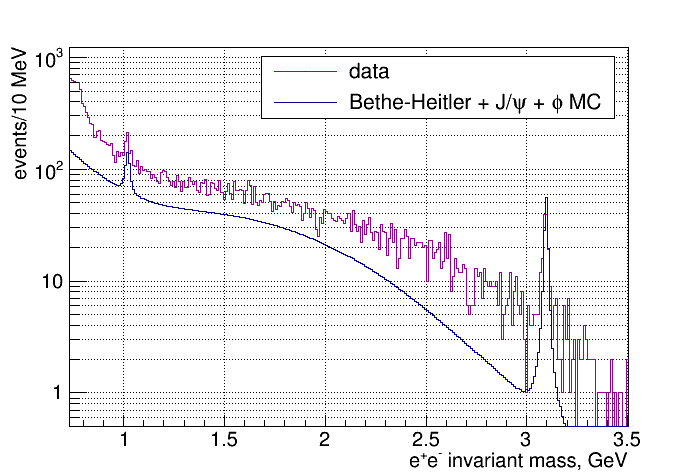 events/10 MeV
10³
10²
10
1
data
Bethe-Heitler + J/ψ + ϕ MC
1 1.5 2 2.5 3 3.5
e⁺e⁻ invariant mass, GeV